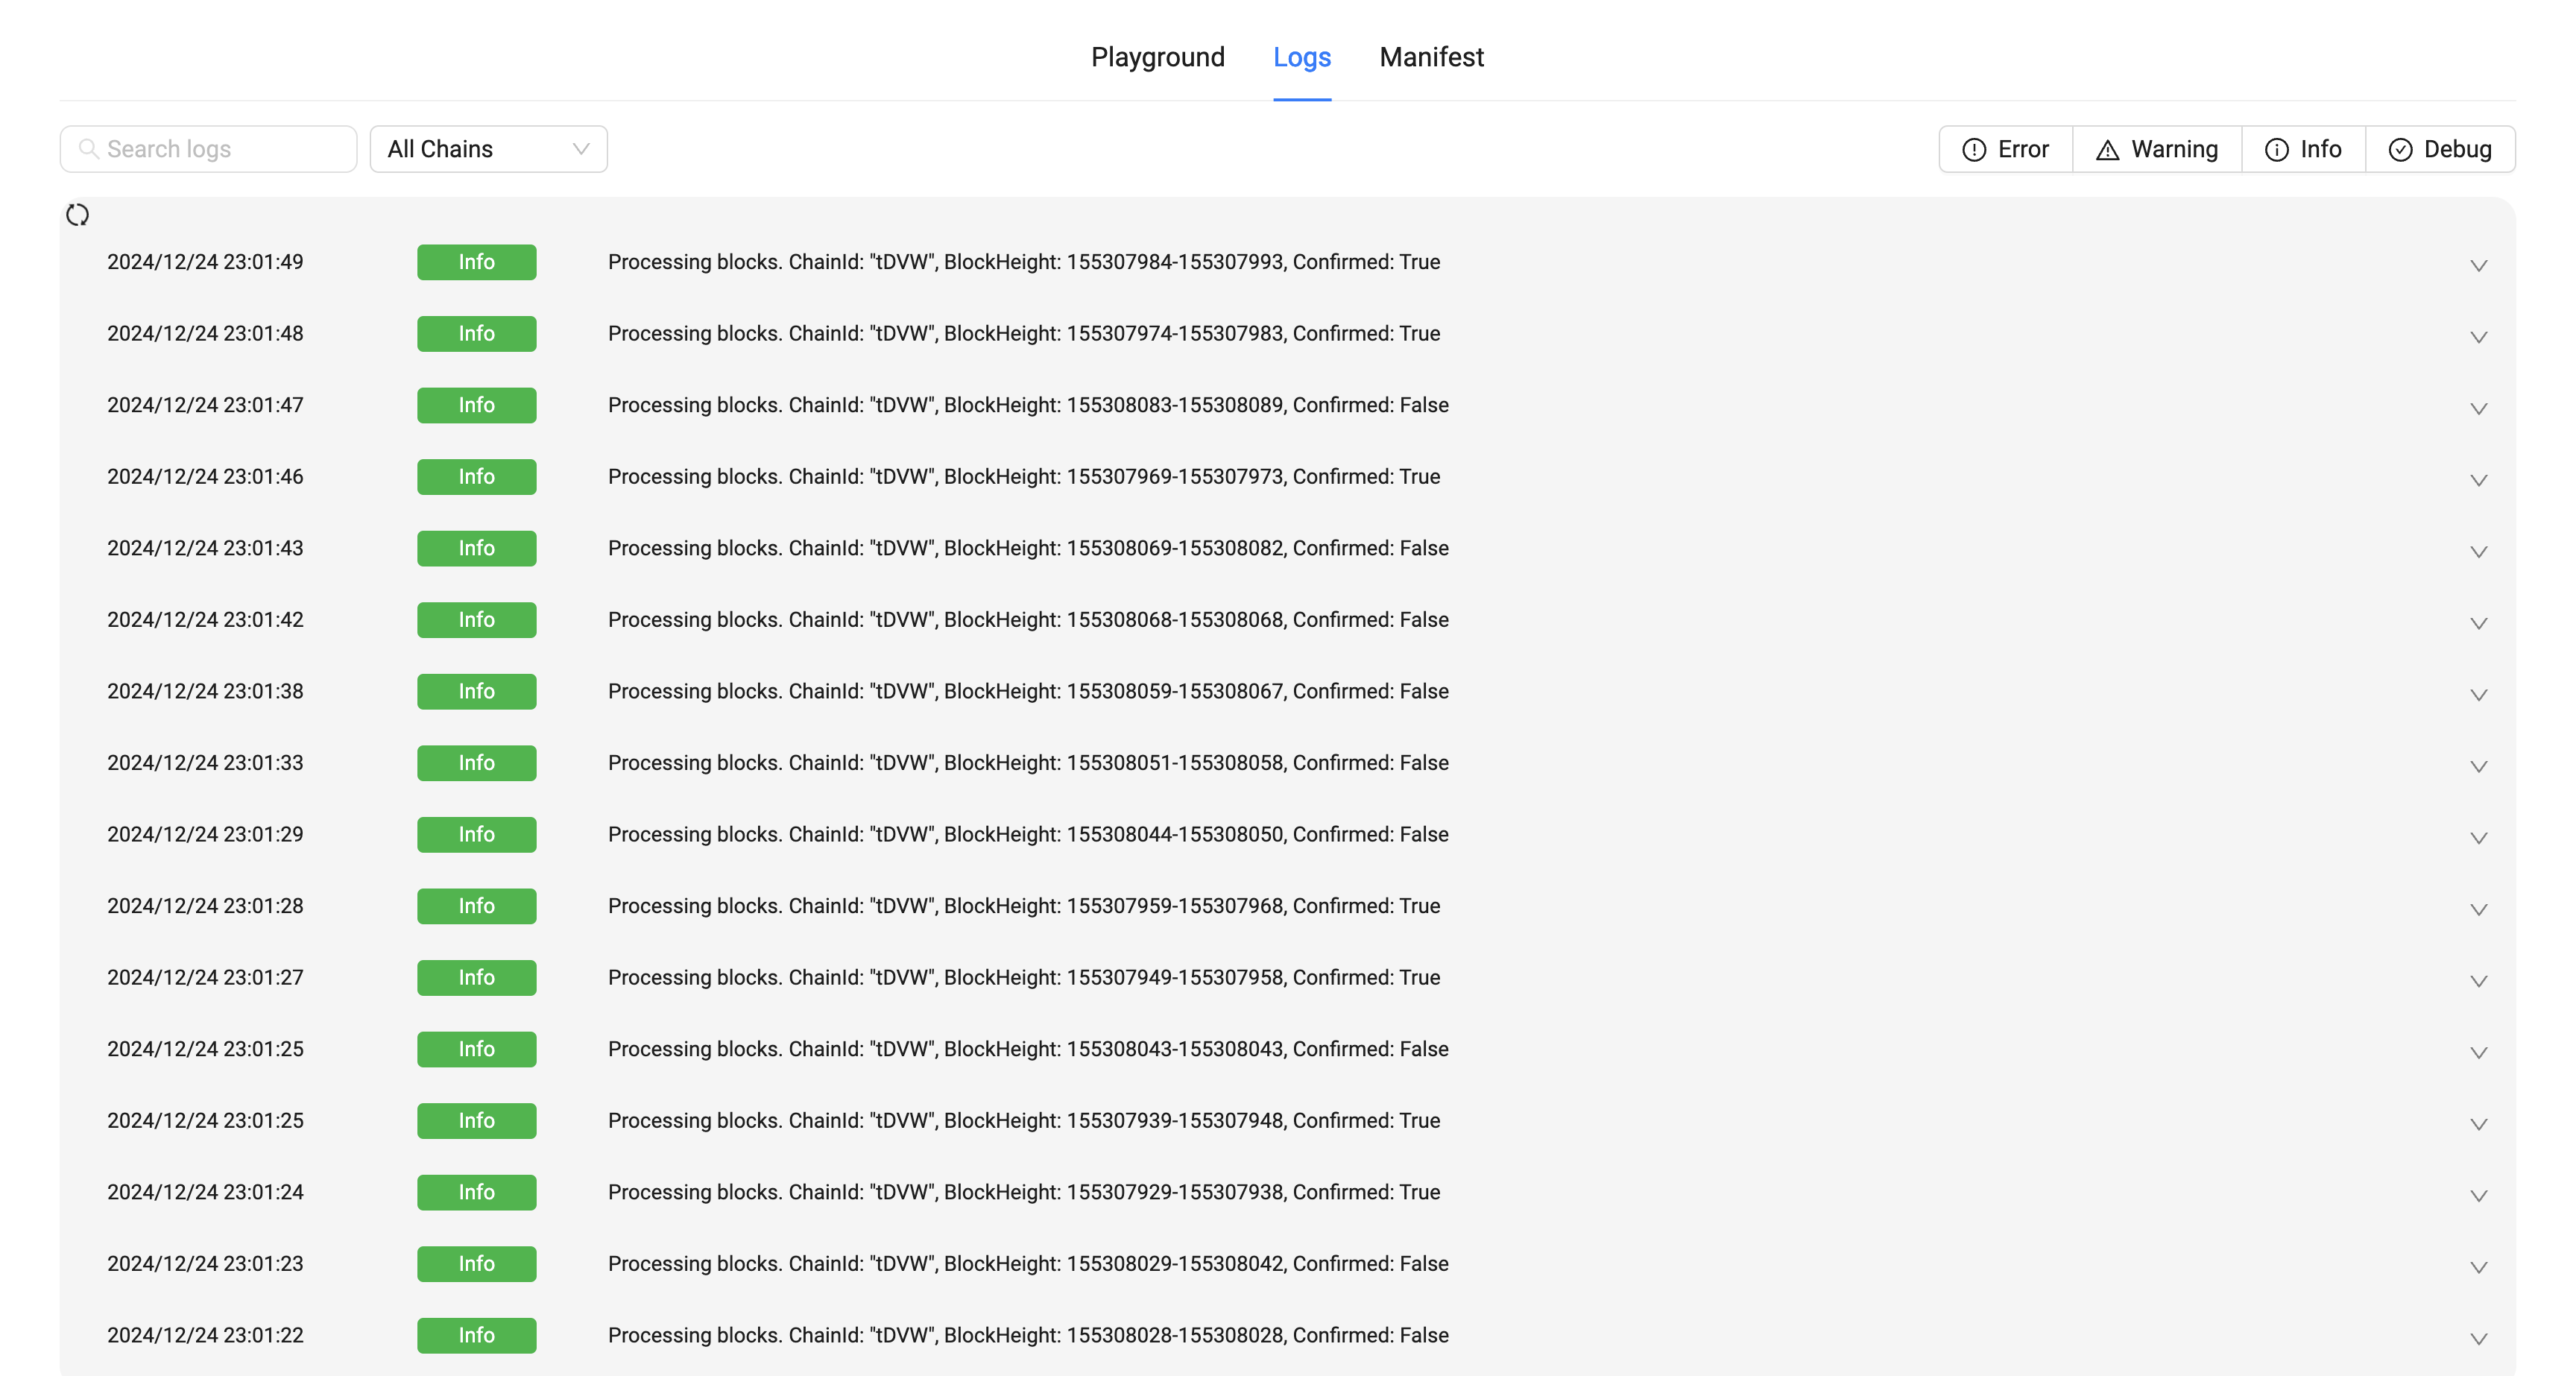 Playground Logs Manifest
Search logs All Chains Error Warning Info Debug
2024/12/24 23:01:49 Info Processing blocks. ChainId: "tDVW", BlockHeight: 155307984-155307993, Confirmed: True
2024/12/24 23:01:48 Info Processing blocks. ChainId: "tDVW", BlockHeight: 155307974-155307983, Confirmed: True
2024/12/24 23:01:47 Info Processing blocks. ChainId: "tDVW", BlockHeight: 155308083-155308089, Confirmed: False
2024/12/24 23:01:46 Info Processing blocks. ChainId: "tDVW", BlockHeight: 155307969-155307973, Confirmed: True
2024/12/24 23:01:43 Info Processing blocks. ChainId: "tDVW", BlockHeight: 155308069-155308082, Confirmed: False
2024/12/24 23:01:42 Info Processing blocks. ChainId: "tDVW", BlockHeight: 155308068-155308068, Confirmed: False
2024/12/24 23:01:38 Info Processing blocks. ChainId: "tDVW", BlockHeight: 155308059-155308067, Confirmed: False
2024/12/24 23:01:33 Info Processing blocks. ChainId: "tDVW", BlockHeight: 155308051-155308058, Confirmed: False
2024/12/24 23:01:29 Info Processing blocks. ChainId: "tDVW", BlockHeight: 155308044-155308050, Confirmed: False
2024/12/24 23:01:28 Info Processing blocks. ChainId: "tDVW", BlockHeight: 155307959-155307968, Confirmed: True
2024/12/24 23:01:27 Info Processing blocks. ChainId: "tDVW", BlockHeight: 155307949-155307958, Confirmed: True
2024/12/24 23:01:25 Info Processing blocks. ChainId: "tDVW", BlockHeight: 155308043-155308043, Confirmed: False
2024/12/24 23:01:25 Info Processing blocks. ChainId: "tDVW", BlockHeight: 155307939-155307948, Confirmed: True
2024/12/24 23:01:24 Info Processing blocks. ChainId: "tDVW", BlockHeight: 155307929-155307938, Confirmed: True
2024/12/24 23:01:23 Info Processing blocks. ChainId: "tDVW", BlockHeight: 155308029-155308042, Confirmed: False
2024/12/24 23:01:22 Info Processing blocks. ChainId: "tDVW", BlockHeight: 155308028-155308028, Confirmed: False